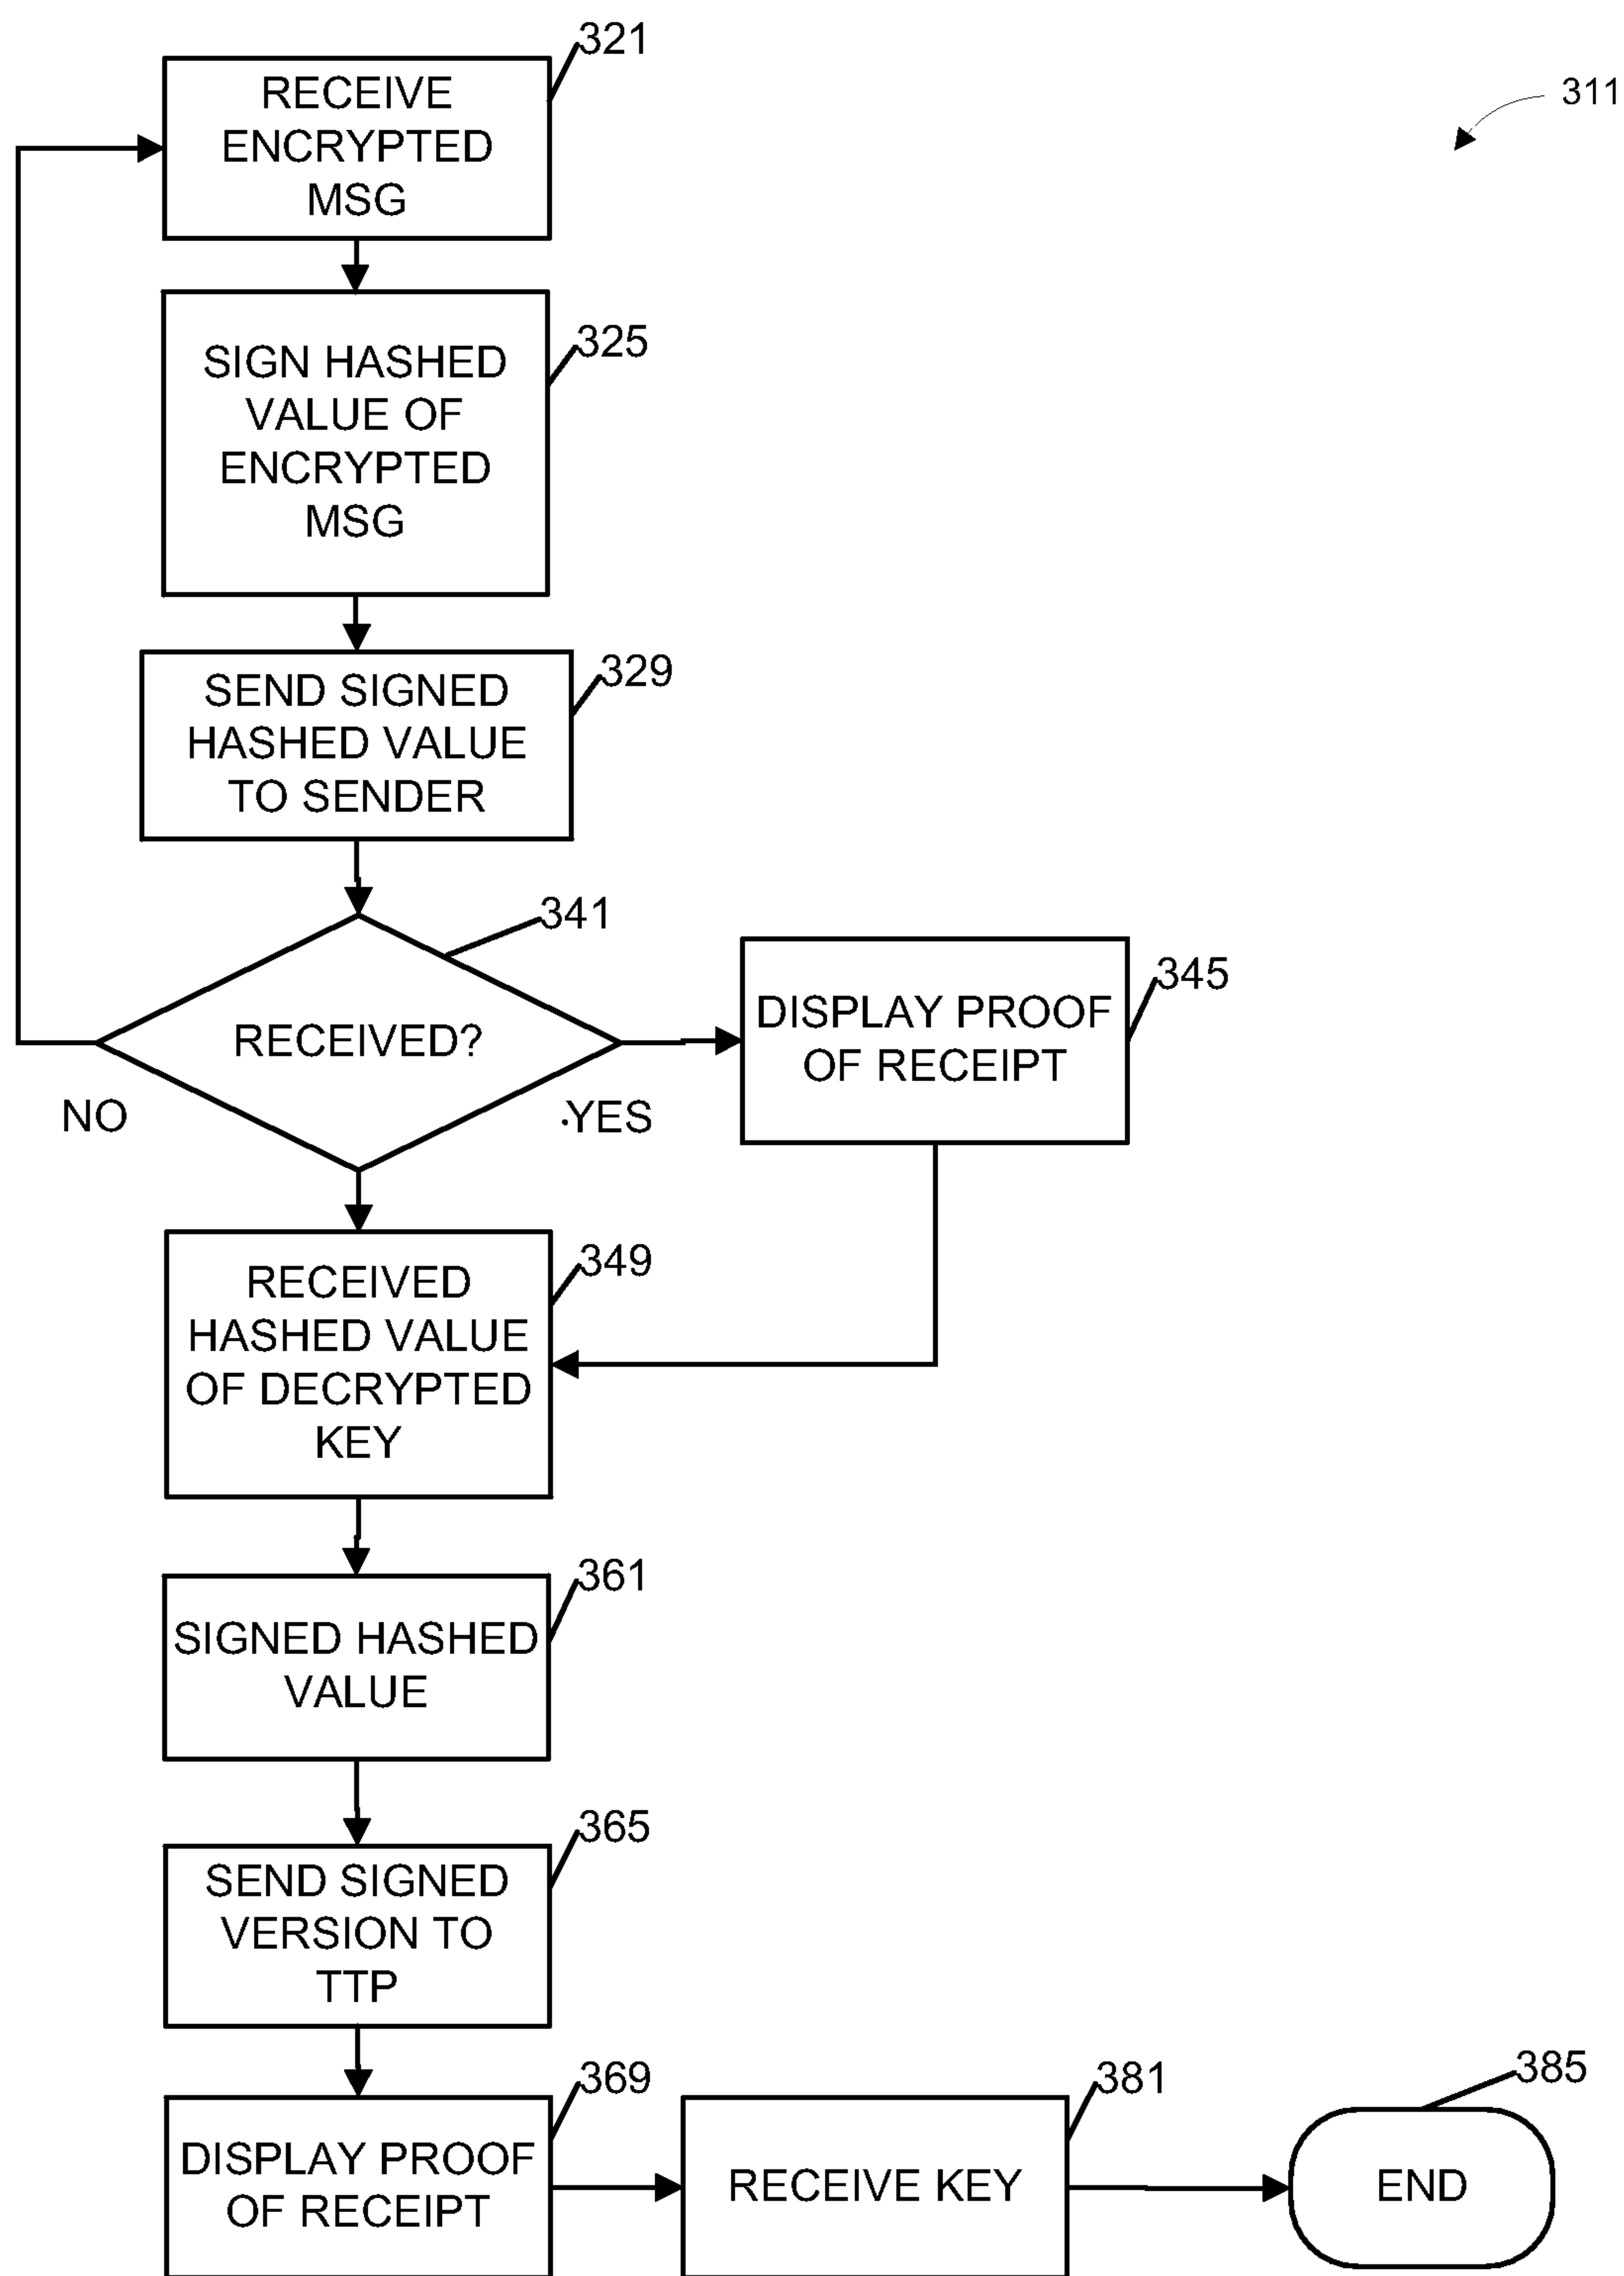 321
RECEIVE
ENCRYPTED
MSG
311
325
SIGN HASHED
VALUE OF
ENCRYPTED
MSG
329
SEND SIGNED
HASHED VALUE
TO SENDER
341
RECEIVED?
NO
.YES
345
DISPLAY PROOF
OF RECEIPT
349
RECEIVED
HASHED VALUE
OF DECRYPTED
KEY
361
SIGNED HASHED
VALUE
365
SEND SIGNED
VERSION TO
TTP
369
DISPLAY PROOF
OF RECEIPT
381
RECEIVE KEY
385
END